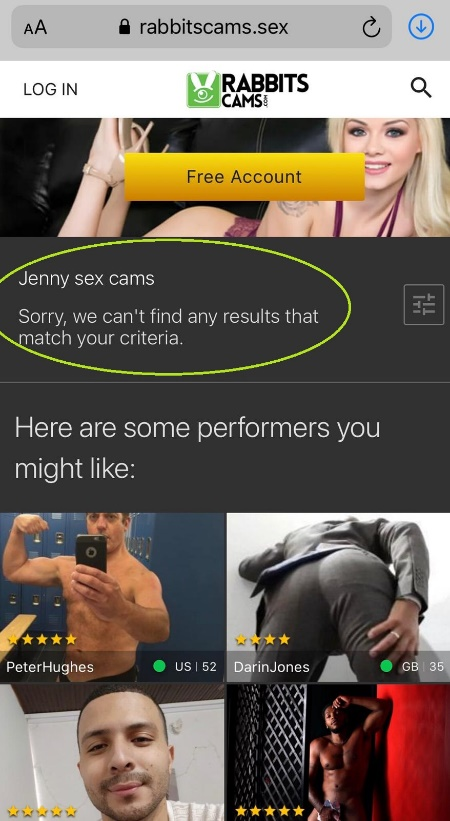 AA rabbitscams.sex
LOG IN RABBITS
CAMS.COM
Free Account
Jenny sex cams
Sorry, we can't find any results that
match your criteria.
Here are some performers you
might like:
PeterHughes US | 52 DarinJones GB | 35